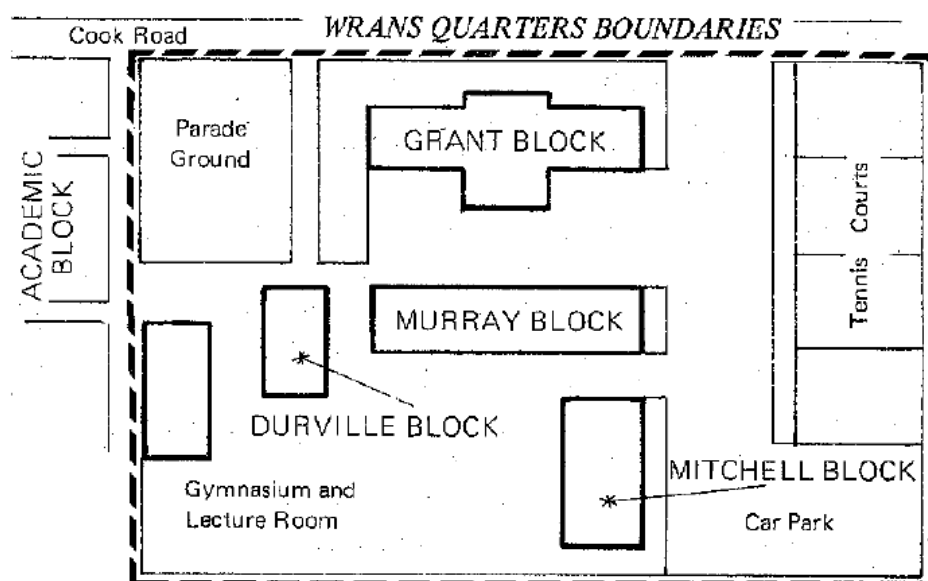 WRANS QUARTERS BOUNDARIES
Cook Road
Parade
Ground
GRANT BLOCK
ACADEMIC
BLOCK
Tennis Courts
MURRAY BLOCK
DURVILLE BLOCK
MITCHELL BLOCK
Gymnasium and
Lecture Room
Car Park